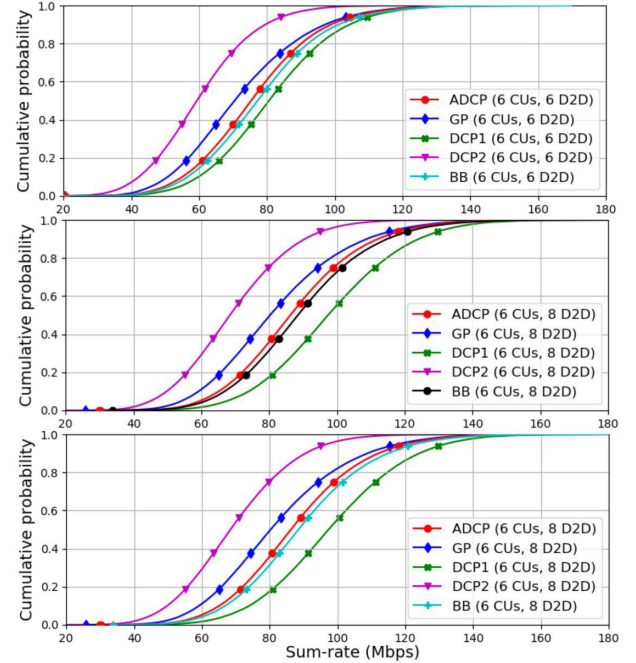 Cumulative probability
1.0
0.8
0.6
0.4
0.2
0.0
20 40 60 80 100 120 140 160 180
ADCP (6 CUs, 6 D2D)
GP (6 CUs, 6 D2D)
DCP1 (6 CUs, 6 D2D)
DCP2 (6 CUs, 6 D2D)
BB (6 CUs, 6 D2D)
Cumulative probability
1.0
0.8
0.6
0.4
0.2
0.0
20 40 60 80 100 120 140 160 180
ADCP (6 CUs, 8 D2D)
GP (6 CUs, 8 D2D)
DCP1 (6 CUs, 8 D2D)
DCP2 (6 CUs, 8 D2D)
BB (6 CUs, 8 D2D)
Cumulative probability
1.0
0.8
0.6
0.4
0.2
0.0
20 40 60 80 100 120 140 160 180
ADCP (6 CUs, 8 D2D)
GP (6 CUs, 8 D2D)
DCP1 (6 CUs, 8 D2D)
DCP2 (6 CUs, 8 D2D)
BB (6 CUs, 8 D2D)
Sum-rate (Mbps)